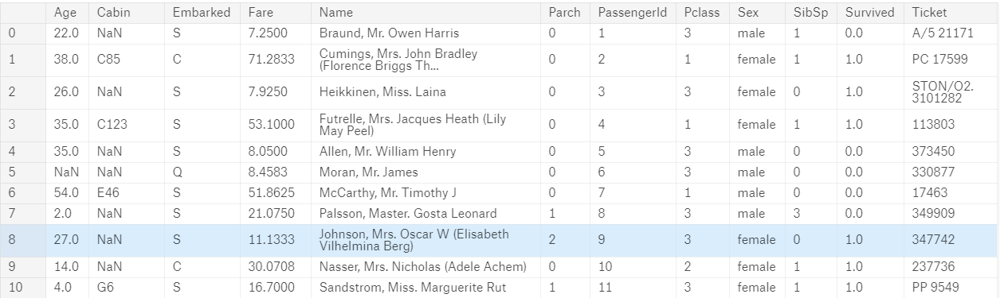 Age Cabin Embarked Fare Name Parch PassengerId Pclass Sex SibSp Survived Ticket
0 22.0 NaN S 7.2500 Braund, Mr. Owen Harris 0 1 3 male 1 0.0 A/5 21171
1 38.0 C85 C 71.2833 Cumings, Mrs. John Bradley
(Florence Briggs Th... 0 2 1 female 1 1.0 PC 17599
2 26.0 NaN S 7.9250 Heikkinen, Miss. Laina 0 3 3 female 0 1.0 STON/O2.
3101282
3 35.0 C123 S 53.1000 Futrelle, Mrs. Jacques Heath (Lily
May Peel) 0 4 1 female 1 1.0 113803
4 35.0 NaN S 8.0500 Allen, Mr. William Henry 0 5 3 male 0 0.0 373450
5 NaN NaN Q 8.4583 Moran, Mr. James 0 6 3 male 0 0.0 330877
6 54.0 E46 S 51.8625 McCarthy, Mr. Timothy J 0 7 1 male 0 0.0 17463
7 2.0 NaN S 21.0750 Palsson, Master. Gosta Leonard 1 8 3 male 3 0.0 349909
8 27.0 NaN S 11.1333 Johnson, Mrs. Oscar W (Elisabeth
Vilhelmina Berg) 2 9 3 female 0 1.0 347742
9 14.0 NaN C 30.0708 Nasser, Mrs. Nicholas (Adele Achem) 0 10 2 female 1 1.0 237736
10 4.0 G6 S 16.7000 Sandstrom, Miss. Marguerite Rut 1 11 3 female 1 1.0 PP 9549